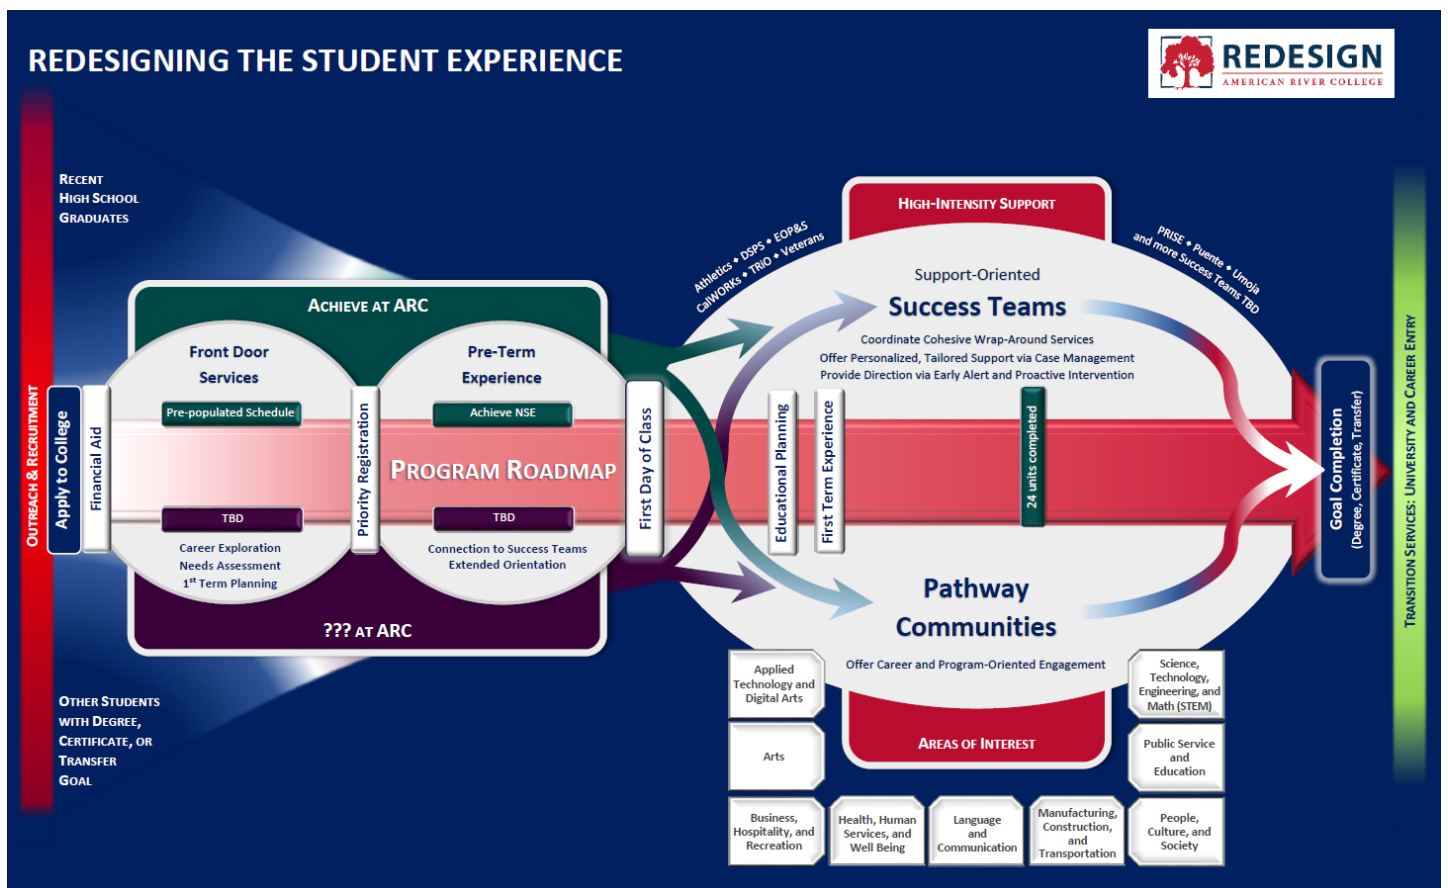 REDESIGNING THE STUDENT EXPERIENCE
REDESIGN
AMERICAN RIVER COLLEGE
OUTREACH & RECRUITMENT
RECENT
HIGH SCHOOL
GRADUATES
OTHER STUDENTS
WITH DEGREE,
CERTIFICATE, OR
TRANSFER
GOAL
Apply to College
Financial Aid
ACHIEVE AT ARC
Front Door
Services
Pre-populated Schedule
Pre-Term
Experience
Achieve NSE
Priority Registration
PROGRAM ROADMAP
TBD
Career Exploration
Needs Assessment
1st Term Planning
TBD
Connection to Success Teams
Extended Orientation
??? AT ARC
First Day of Class
HIGH-INTENSITY SUPPORT
Athletics ♦ DSPS ♦ EOP&S
CalWORKs ♦ TRiO ♦ Veterans
PRISE ♦ Puente ♦ Umoja
and more Success Teams TBD
Support-Oriented
Success Teams
Coordinate Cohesive Wrap-Around Services
Offer Personalized, Tailored Support via Case Management
Provide Direction via Early Alert and Proactive Intervention
Educational Planning
First Term Experience
24 units completed
Pathway
Communities
Offer Career and Program-Oriented Engagement
AREAS OF INTEREST
Applied
Technology and
Digital Arts
Arts
Business,
Hospitality, and
Recreation
Health, Human
Services, and
Well Being
Language
and
Communication
Manufacturing,
Construction,
and
Transportation
People,
Culture, and
Society
Public Service
and
Education
Science,
Technology,
Engineering, and
Math (STEM)
Goal Completion
(Degree, Certificate, Transfer)
TRANSITION SERVICES: UNIVERSITY AND CAREER ENTRY